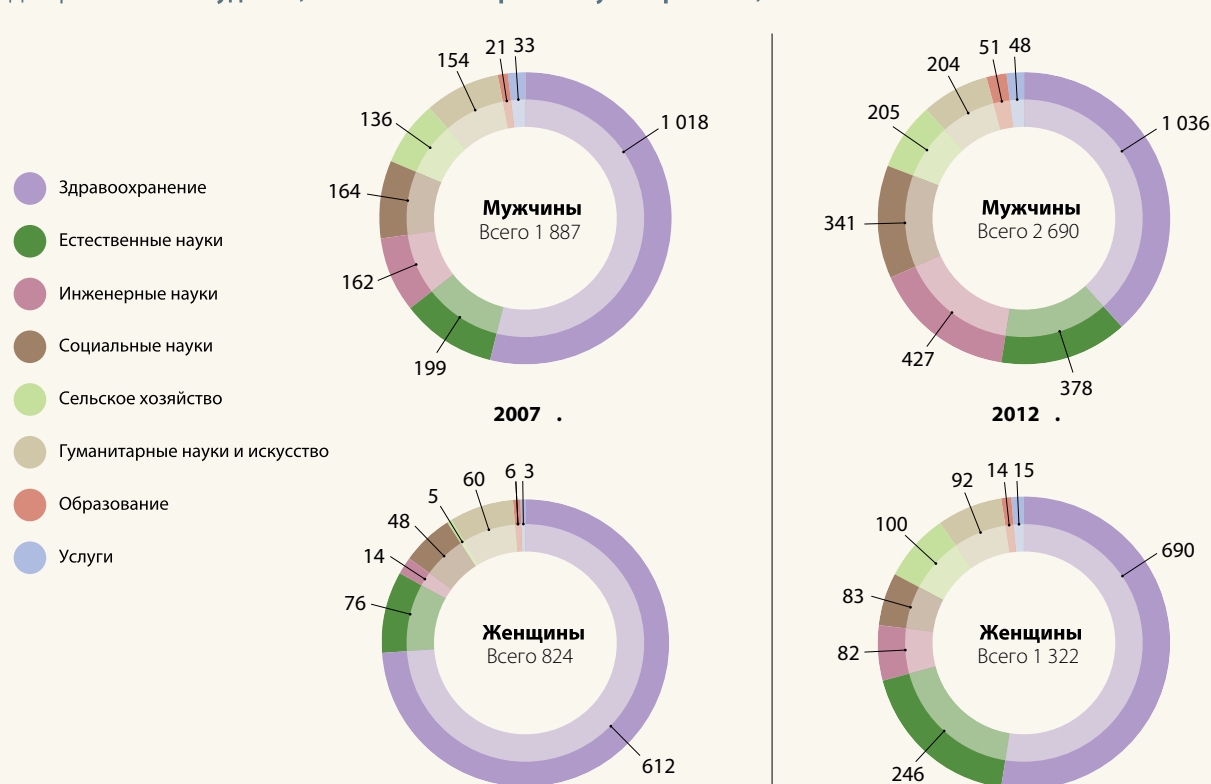 21 33
154
136
1 018
164
Мужчины
Всего 1 887
162
199
2007 .
51 48
204
205
1 036
341
Мужчины
Всего 2 690
427
378
2012 .
Здравоохранение
Естественные науки
Инженерные науки
Социальные науки
Сельское хозяйство
Гуманитарные науки и искусство
Образование
Услуги
6 3
60
5
48
14
76
Женщины
Всего 824
612
14 15
92
100
690
83
Женщины
Всего 1 322
82
246